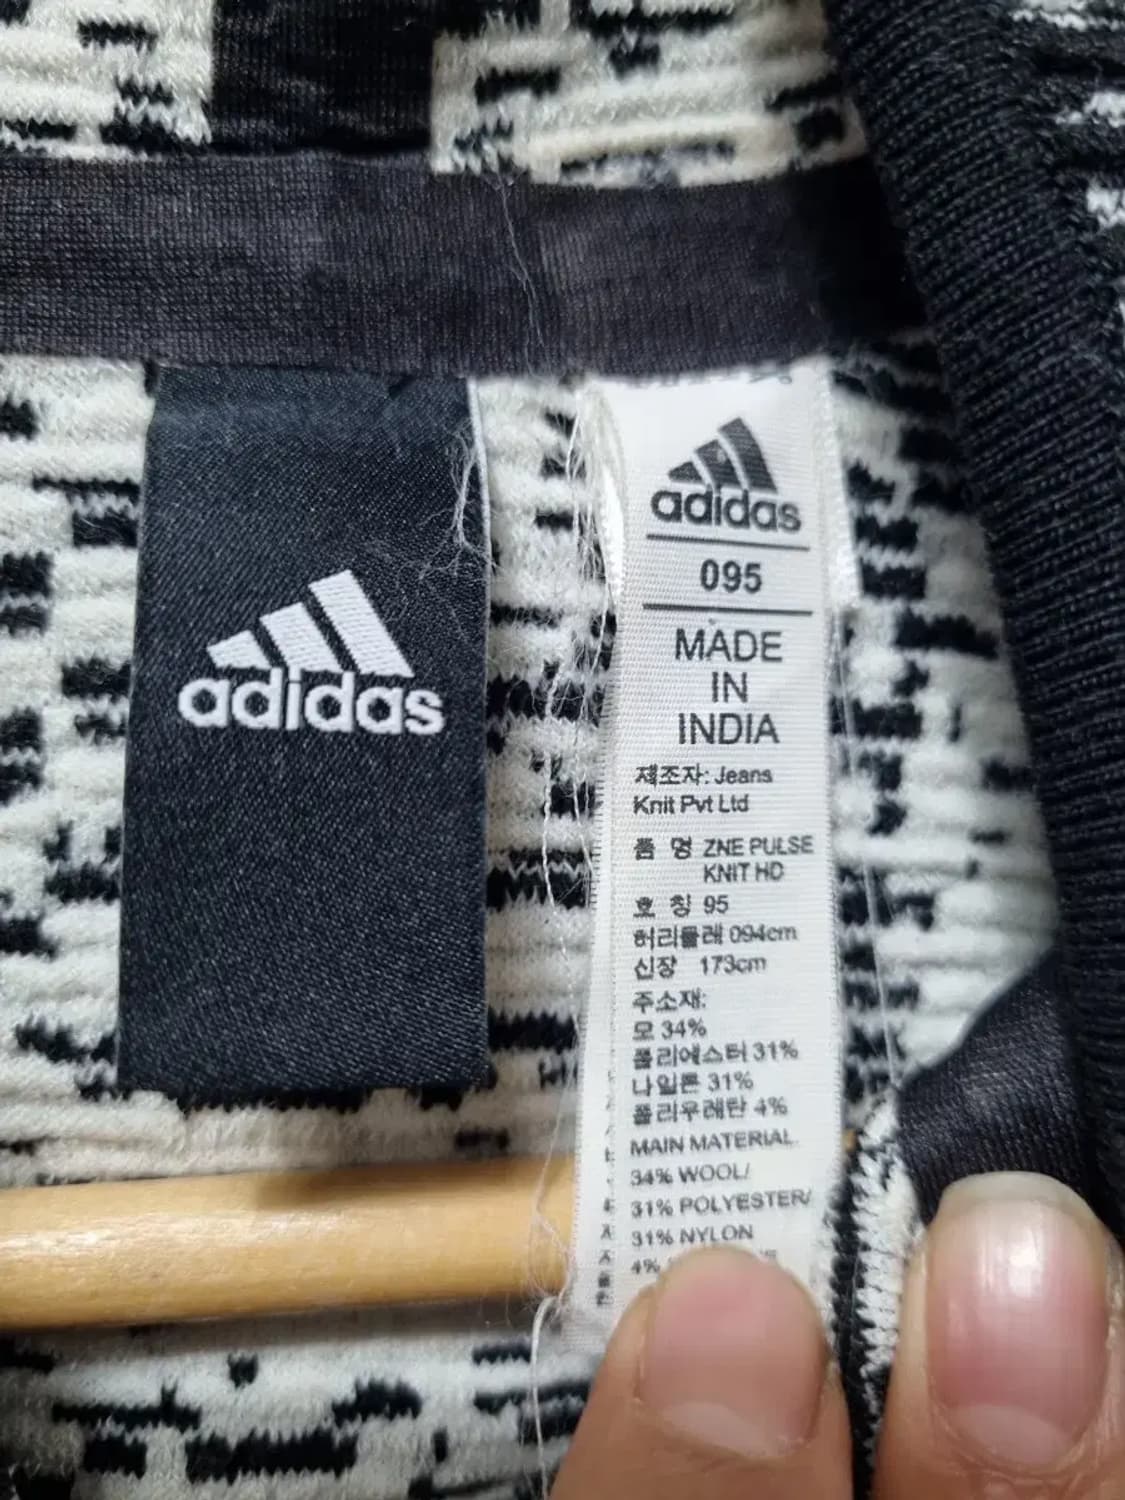 adidas
adidas
095
MADE
IN
INDIA
제조자: Jeans
Knit Pvt Ltd
품 명 ZNE PULSE
KNIT HD
호 칭 95
허리둘레 094cm
신장 173cm
주소재:
모 34%
폴리에스터 31%
나일론 31%
폴리우레탄 4%
MAIN MATERIAL:
34% WOOL/
31% POLYESTER/
31% NYLON
4%